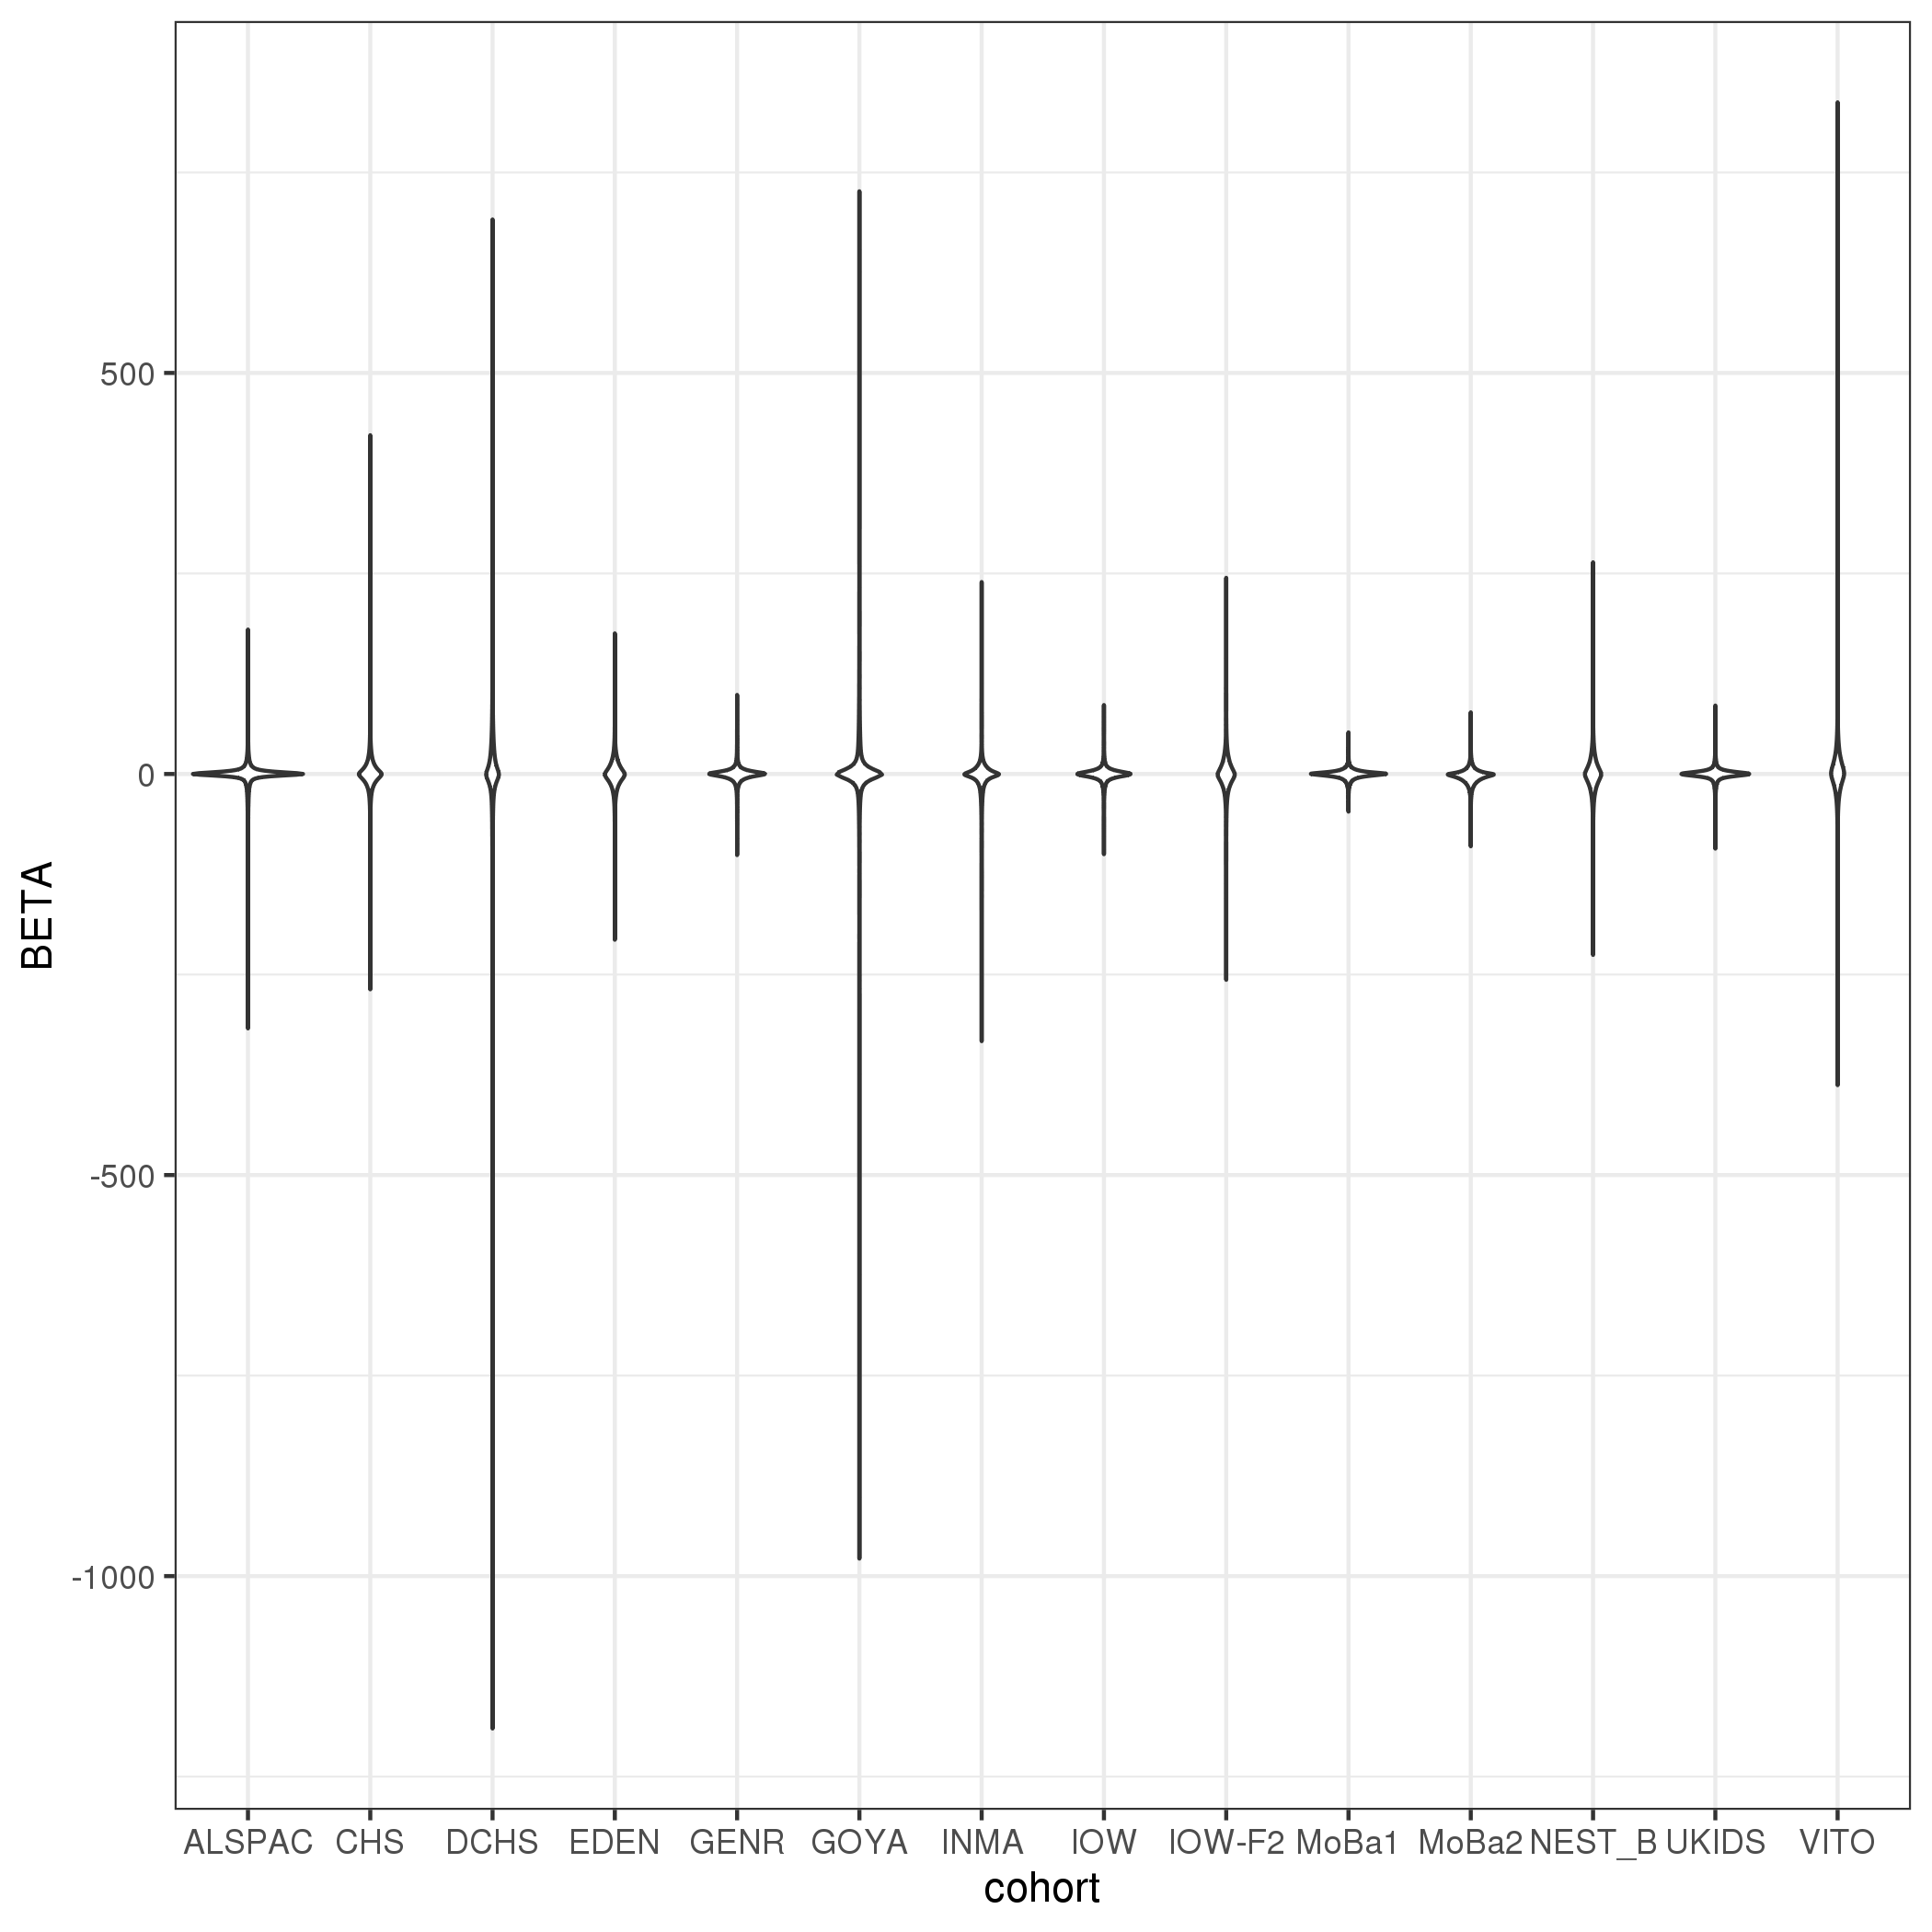 500
0
-500
-1000
BETA
ALSPAC CHS DCHS EDEN GENR GOYA INMA IOW IOW-F2 MoBa1 MoBa2 NEST_B UKIDS VITO
cohort